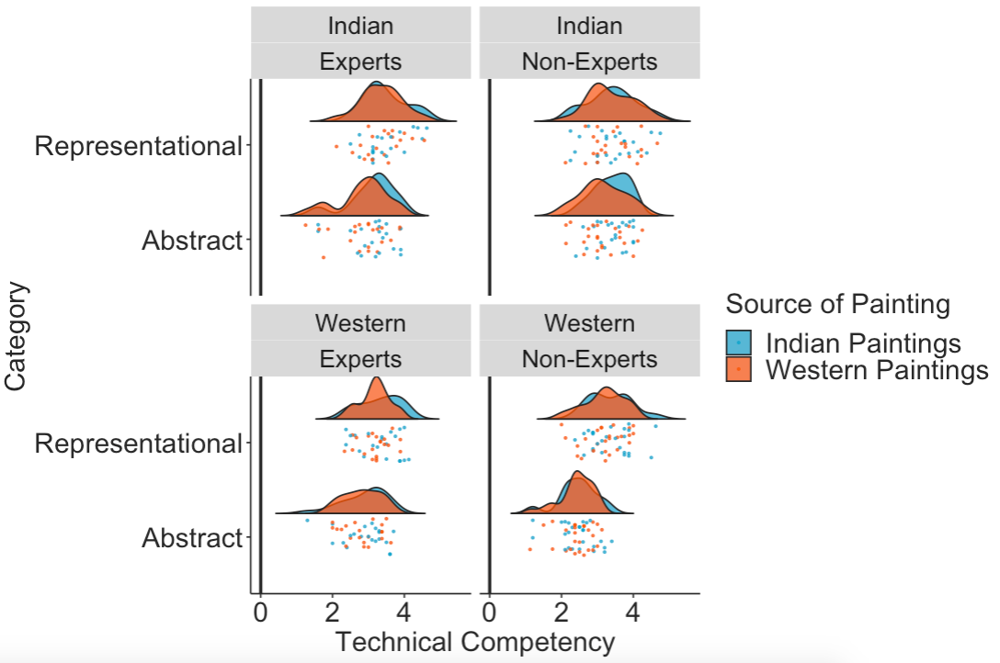 Indian
Experts
Indian
Non-Experts
Representational
Abstract
Western
Experts
Western
Non-Experts
Representational
Abstract
Category
0 2 4
0 2 4
Technical Competency
Source of Painting
Indian Paintings
Western Paintings